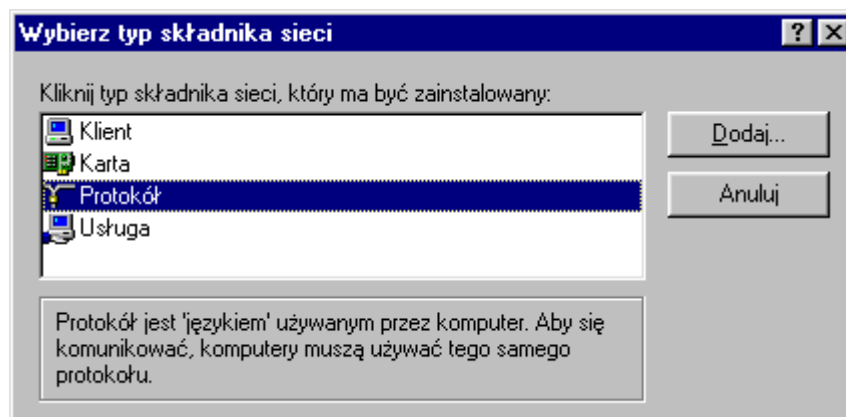 Wybierz typ składnika sieci
Kliknij typ składnika sieci, który ma być zainstalowany:
Klient
Karta
Protokół
Usługa
Dodaj...
Anuluj
Protokół jest 'językiem' używanym przez komputer. Aby się
komunikować, komputery muszą używać tego samego
protokołu.